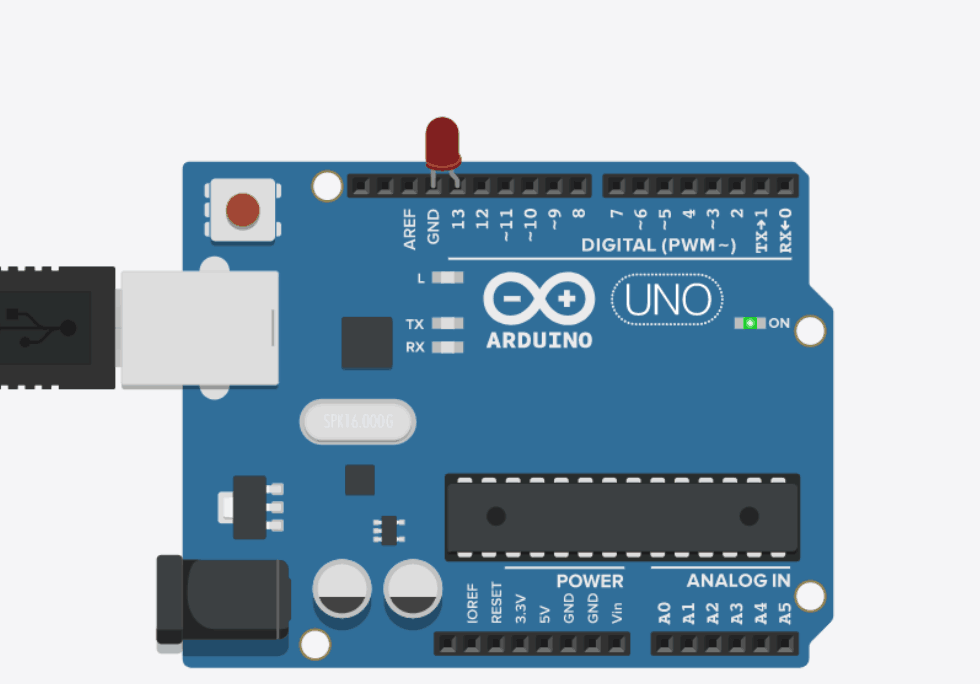 AREF
GND
13
12
~11
~10
~9
8
7
~6
~5
4
~3
2
TX→1
RX←0
DIGITAL (PWM~)
L
TX
RX
ARDUINO
UNO
ON
SPK16.000G
POWER
ANALOG IN
IOREF
RESET
3.3V
5V
GND
GND
Vin
A0
A1
A2
A3
A4
A5